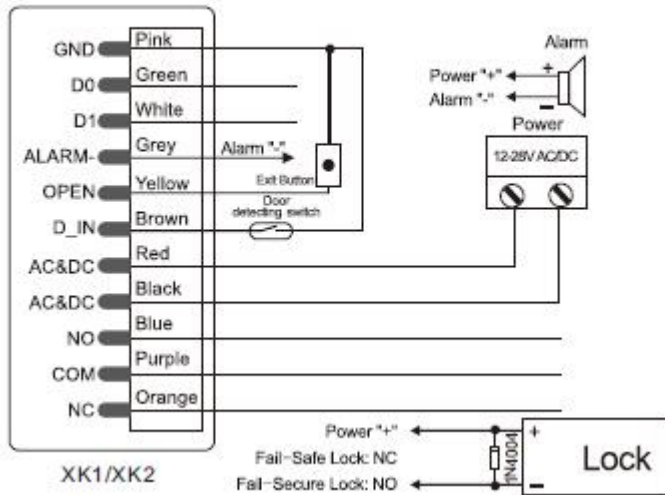 GND Pink
D0 Green
D1 White
ALARM- Grey Alarm "-"
OPEN Yellow Exit Button
D_IN Brown Door
detecting switch
AC&DC Red
AC&DC Black
NO Blue
COM Purple
NC Orange
XK1/XK2
Alarm
Power "+" +
Alarm "-" −
Power
12-28V AC/DC
Power "+" +
Fail-Safe Lock: NC
Fail-Secure Lock: NO −
1N4004
Lock